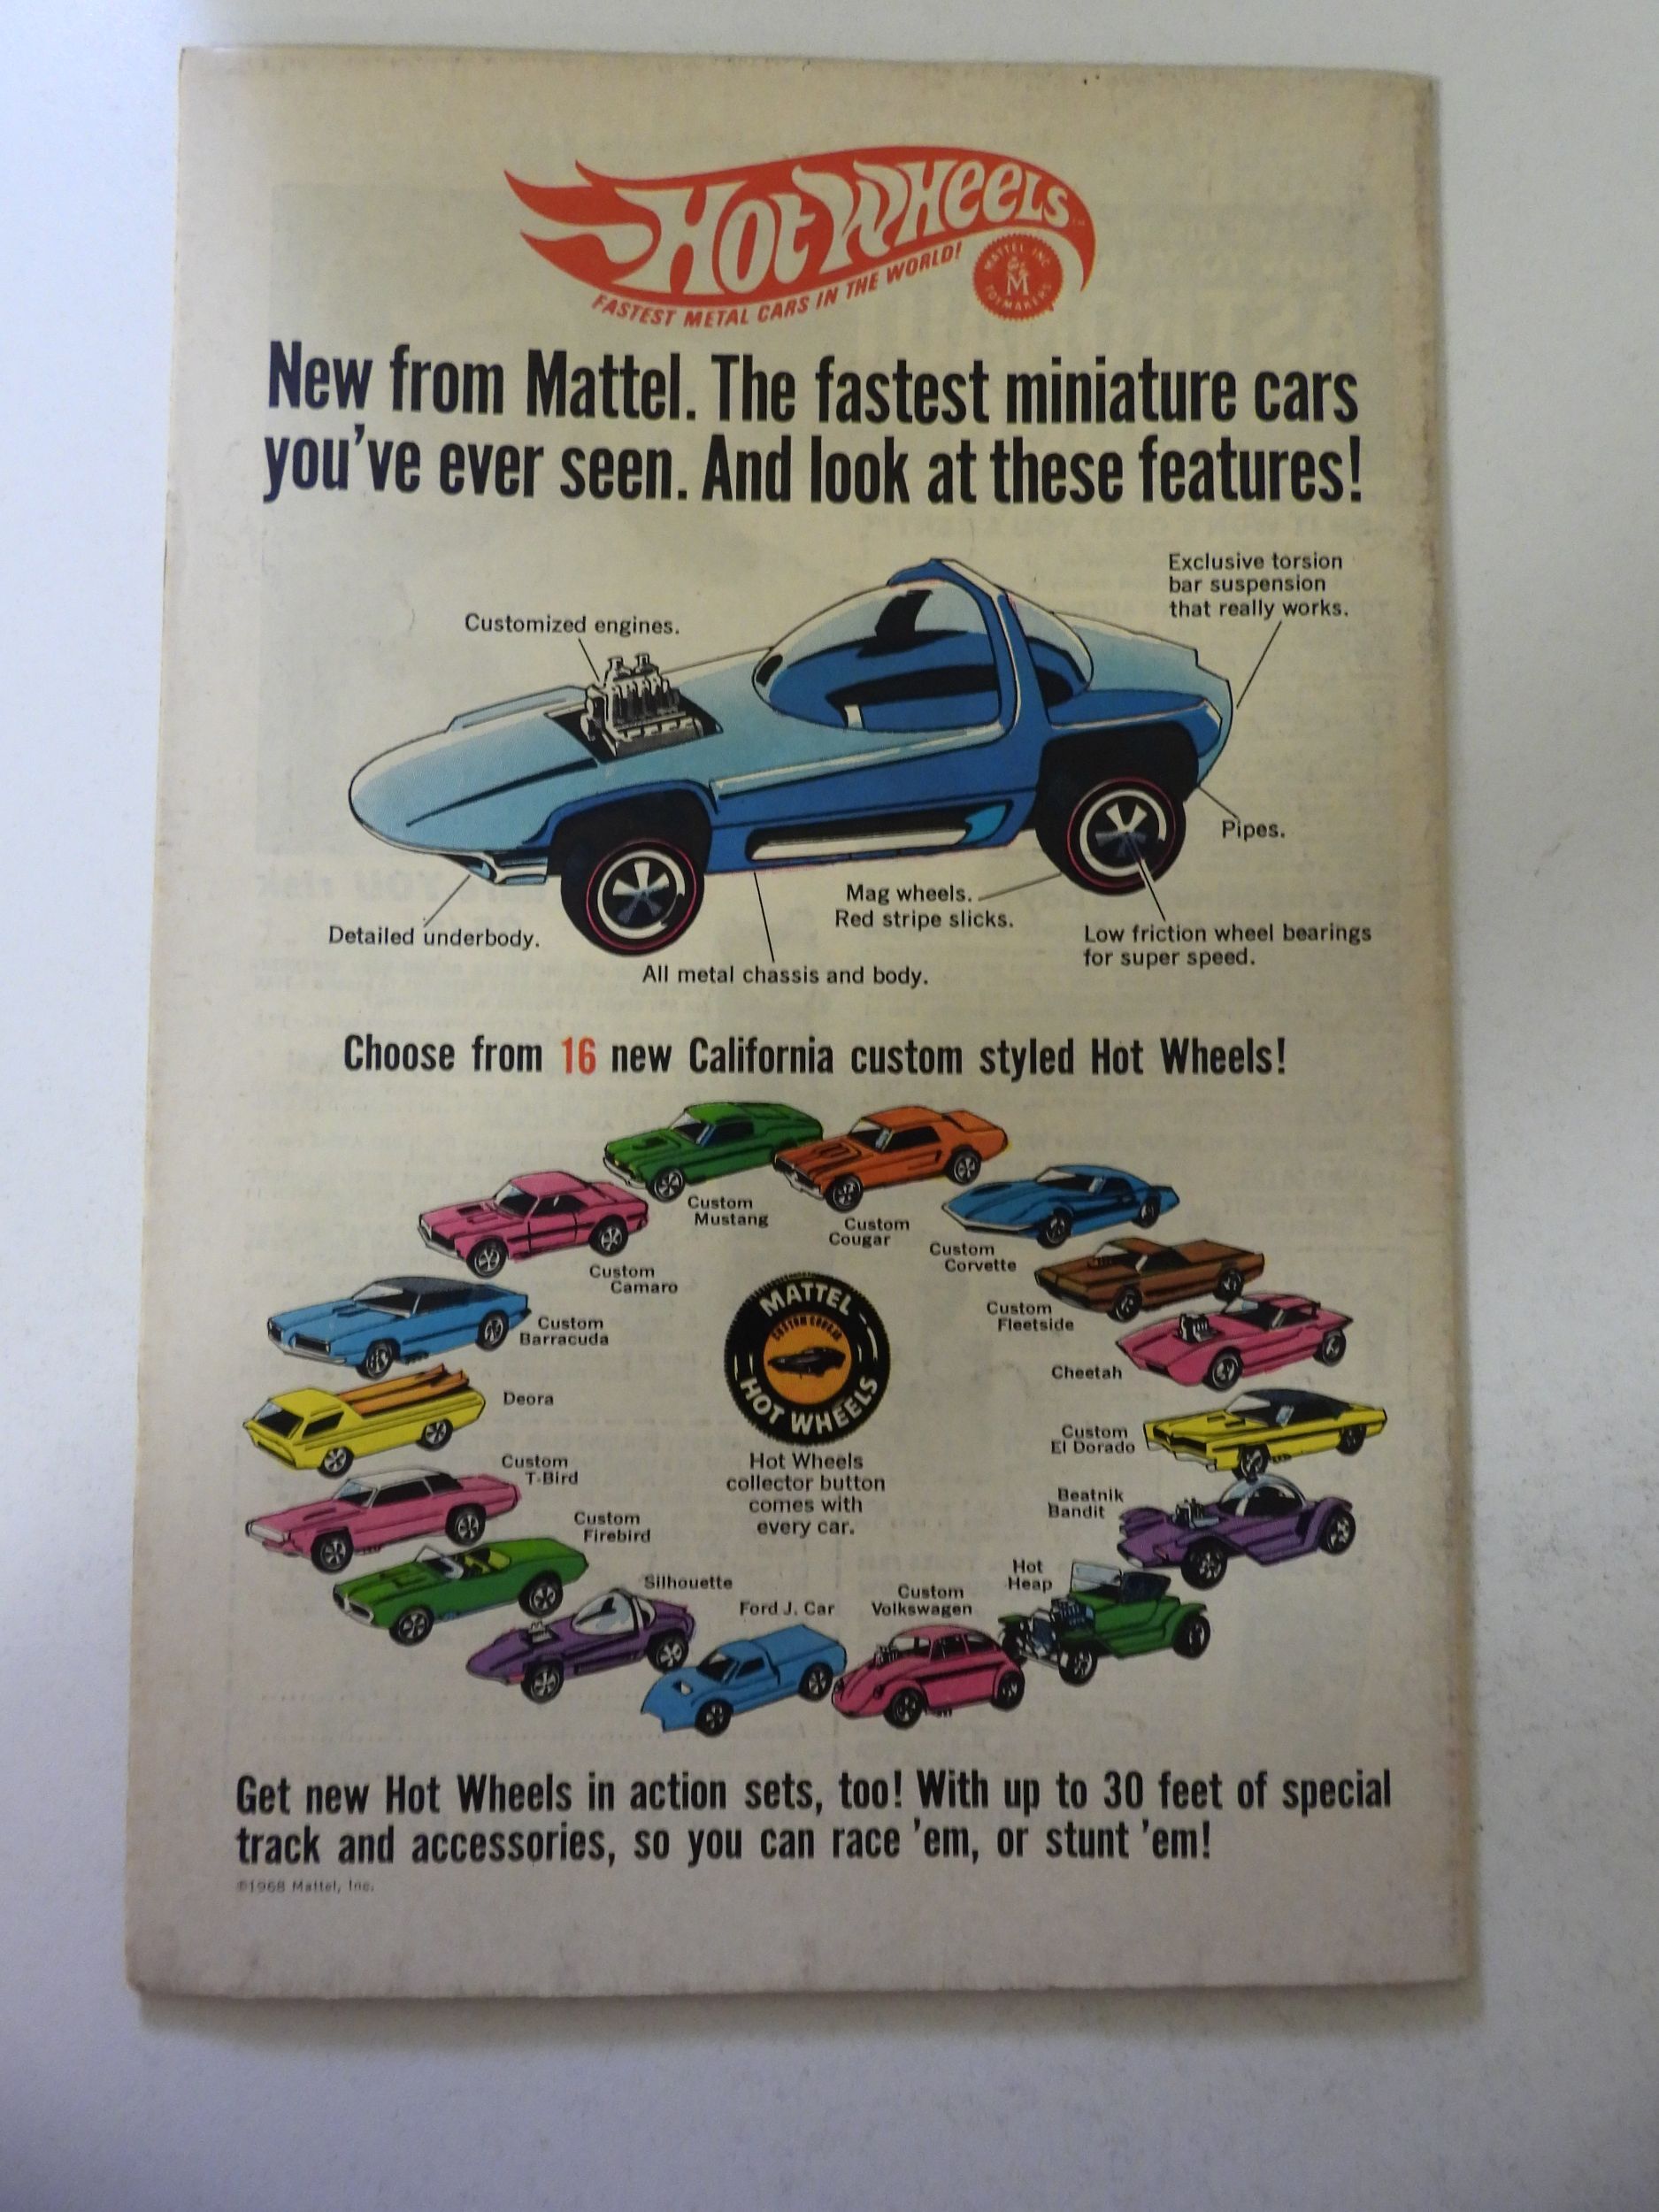 HOT WHEELS
FASTEST METAL CARS IN THE WORLD!
MATTEL, INC.
TOYMAKERS
M
New from Mattel. The fastest miniature cars
you've ever seen. And look at these features!
Exclusive torsion
bar suspension
that really works.
Customized engines.
Pipes.
Mag wheels.
Red stripe slicks.
Detailed underbody.
Low friction wheel bearings
for super speed.
All metal chassis and body.
Choose from 16 new California custom styled Hot Wheels!
Custom
Mustang
Custom
Cougar
Custom
Corvette
Custom
Camaro
Custom
Fleetside
Custom
Barracuda
Cheetah
Deora
Custom
El Dorado
Custom
T-Bird
Beatnik
Bandit
Custom
Firebird
Hot
Heap
Silhouette
Ford J. Car
Custom
Volkswagen
MATTEL
CUSTOM COUGAR
HOT WHEELS
Hot Wheels
collector button
comes with
every car.
Get new Hot Wheels in action sets, too! With up to 30 feet of special
track and accessories, so you can race 'em, or stunt 'em!
©1968 Mattel, Inc.